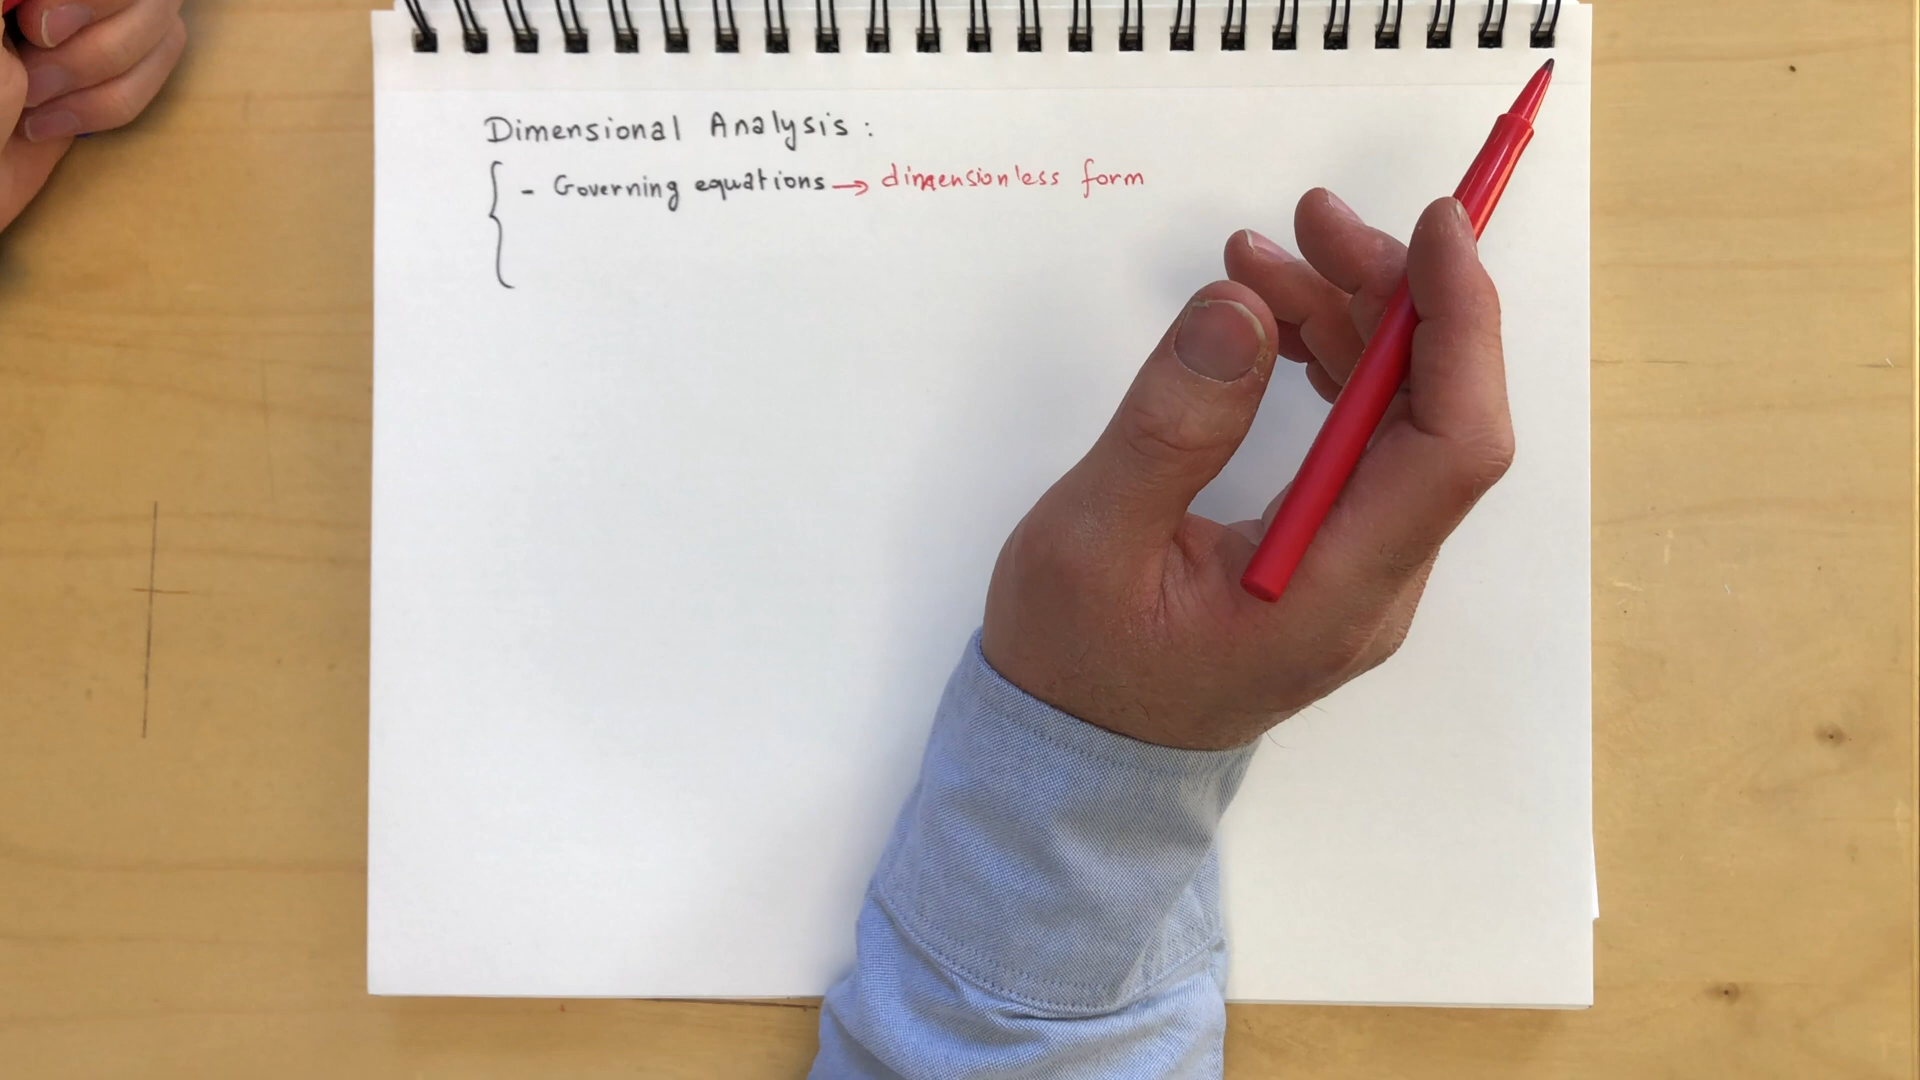 Dimensional Analysis:
- Governing equations → dimensionless form